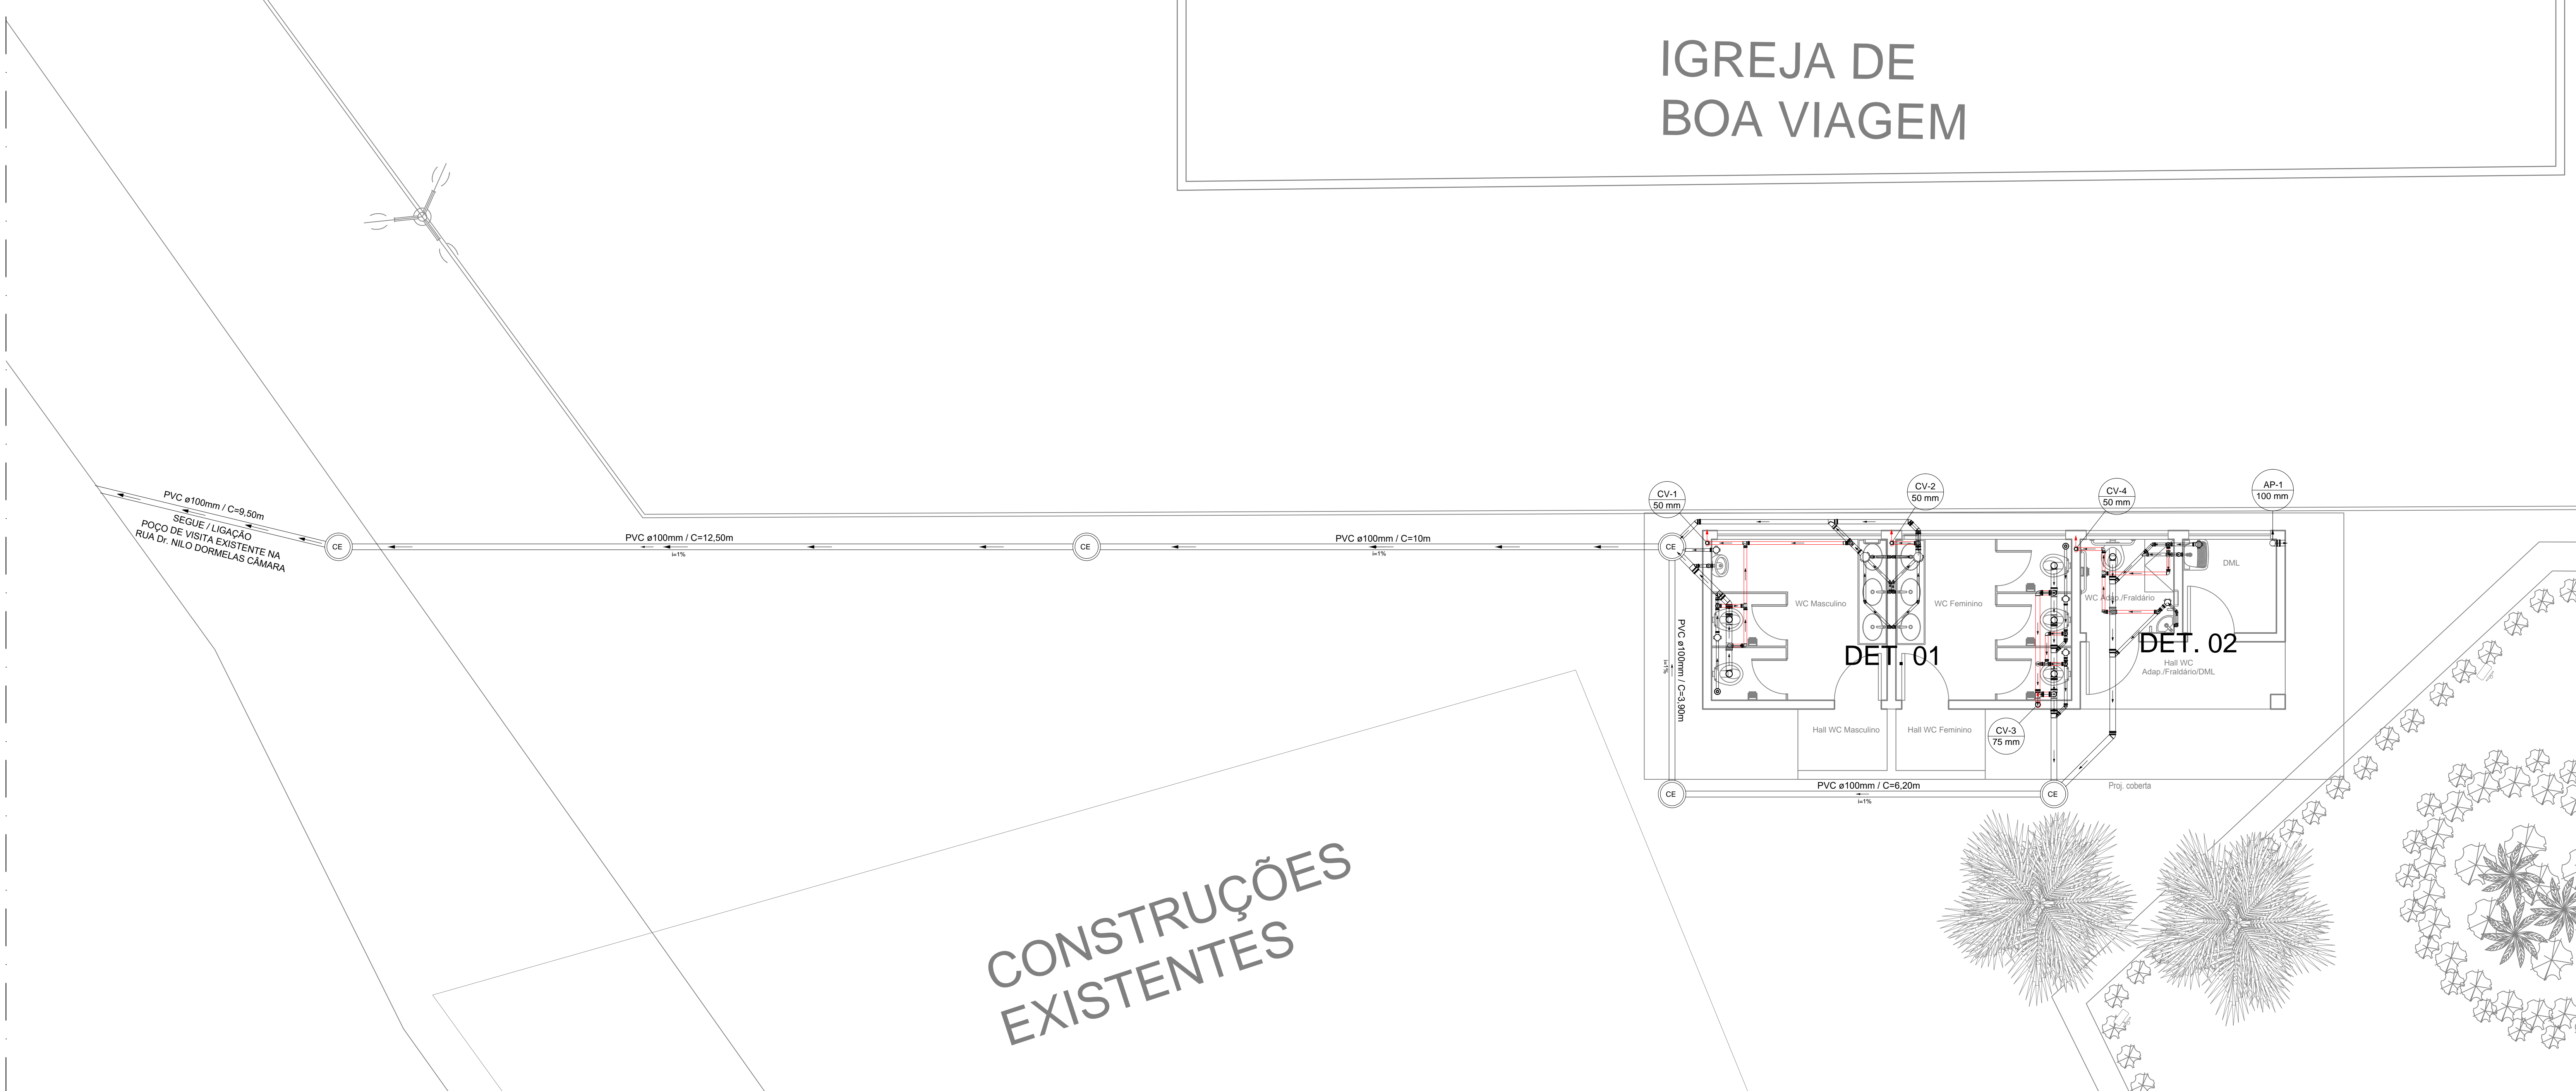 IGREJA DE
BOA VIAGEM
CV-1
50 mm
CV-2
50 mm
CV-4
50 mm
AP-1
100 mm
PVC ø100mm / C=9,50m
SEGUE / LIGAÇÃO
POÇO DE VISITA EXISTENTE NA
RUA Dr. NILO DORMELAS CÂMARA
CE
PVC ø100mm / C=12,50m
i=1%
CE
PVC ø100mm / C=10m
i=1%
CE
WC Masculino
WC Feminino
WC Adap./Fraldário
DML
DET. 01
DET. 02
Hall WC
Adap./Fraldário/DML
PVC ø100mm / C=3,90m
i=1%
Hall WC Masculino
Hall WC Feminino
CV-3
75 mm
CE
PVC ø100mm / C=6,20m
i=1%
CE
Proj. coberta
CONSTRUÇÕES
EXISTENTES